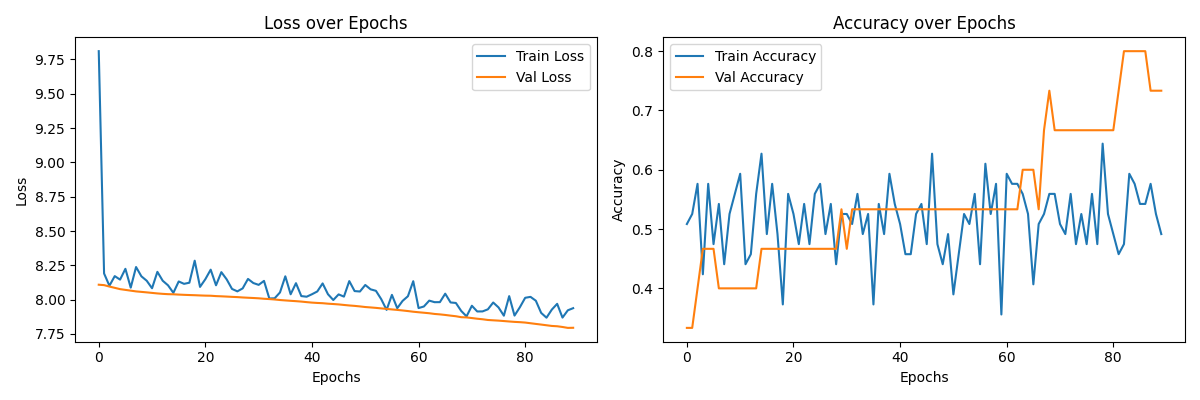 Loss over Epochs
Train Loss
Val Loss
9.75
9.50
9.25
9.00
8.75
8.50
8.25
8.00
7.75
Loss
0 20 40 60 80
Epochs
Accuracy over Epochs
Train Accuracy
Val Accuracy
0.8
0.7
0.6
0.5
0.4
Accuracy
0 20 40 60 80
Epochs